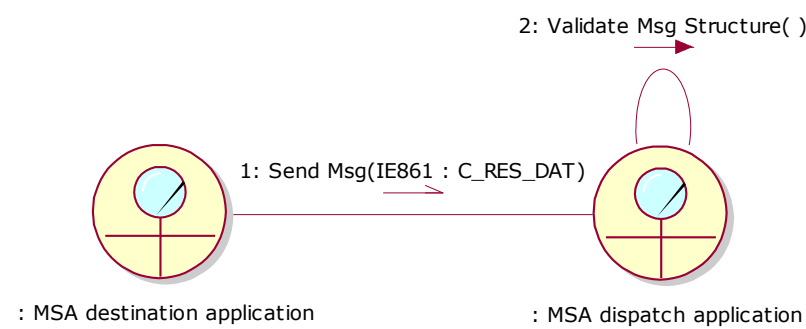 2: Validate Msg Structure( )
1: Send Msg(IE861 : C_RES_DAT)
: MSA destination application
: MSA dispatch application